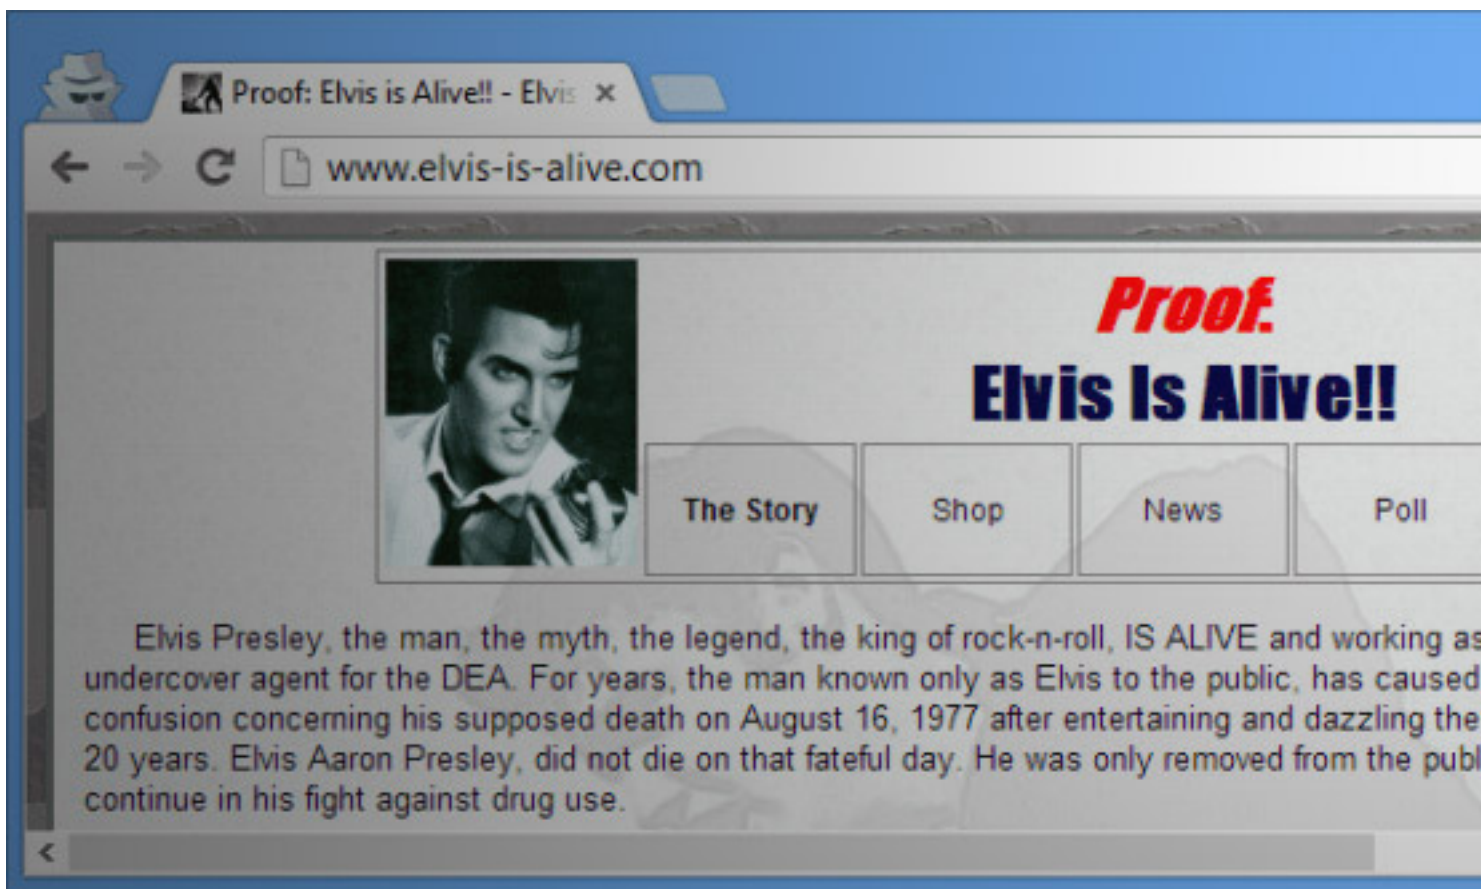 Proof: Elvis is Alive!! - Elvis
www.elvis-is-alive.com
Proof:
Elvis Is Alive!!
The Story
Shop
News
Poll
Elvis Presley, the man, the myth, the legend, the king of rock-n-roll, IS ALIVE and working as
undercover agent for the DEA. For years, the man known only as Elvis to the public, has caused
confusion concerning his supposed death on August 16, 1977 after entertaining and dazzling the
20 years. Elvis Aaron Presley, did not die on that fateful day. He was only removed from the publ
continue in his fight against drug use.